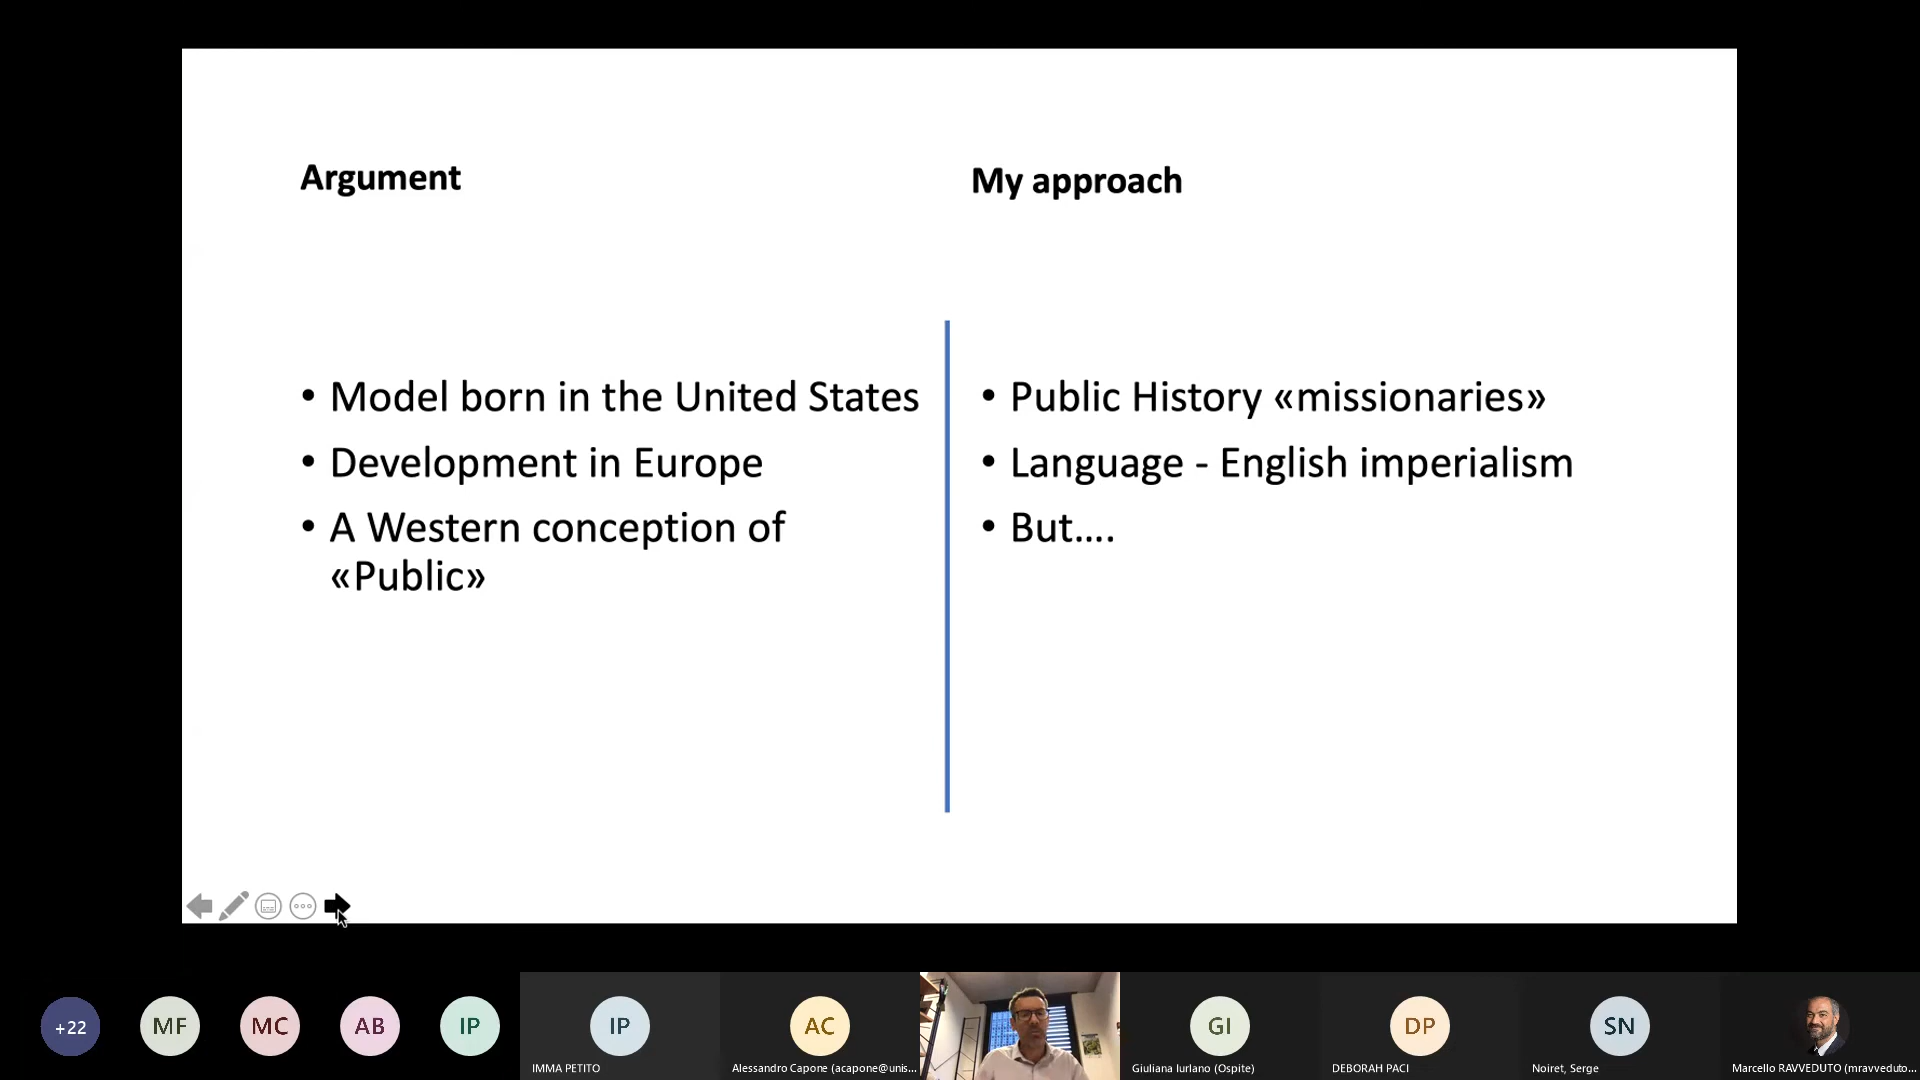 Argument
My approach
• Model born in the United States
• Development in Europe
• A Western conception of
«Public»
• Public History «missionaries»
• Language - English imperialism
• But....
+22
MF
MC
AB
IP
IP
IMMA PETITO
AC
Alessandro Capone (acapone@unis...
GI
Giuliana Iurlano (Ospite)
DP
DEBORAH PACI
SN
Noiret, Serge
Marcello RAVVEDUTO (mravveduto...